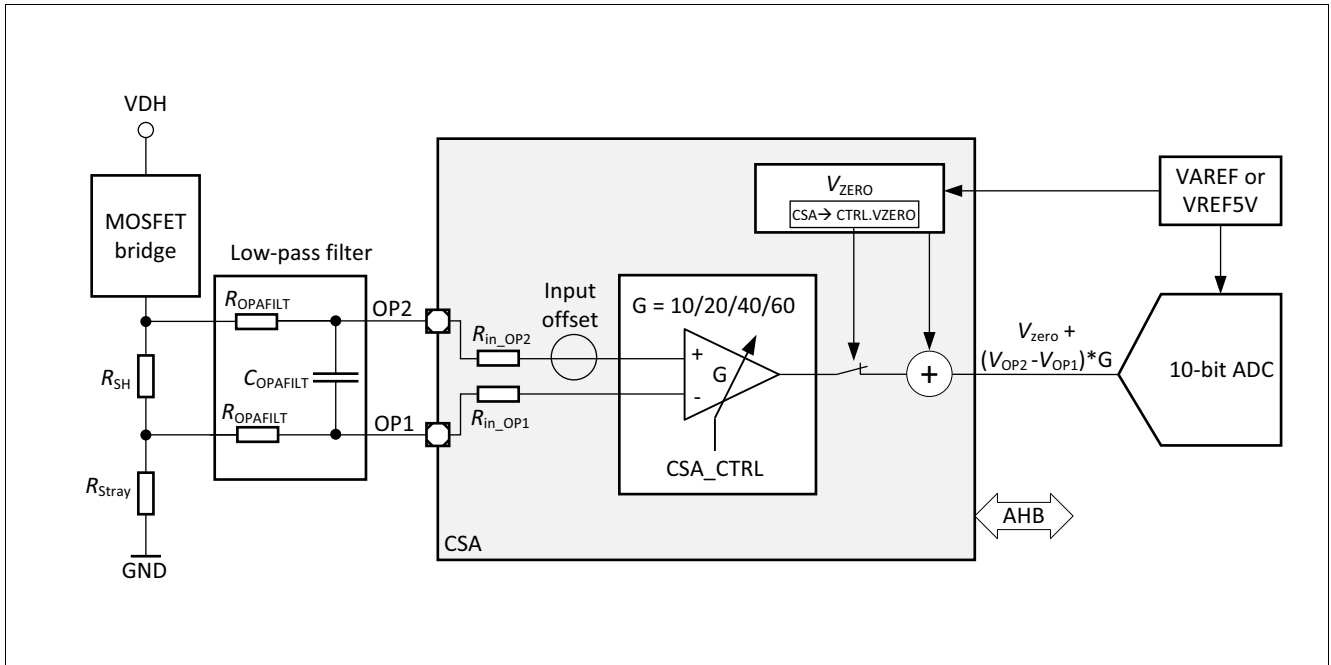 VDH
MOSFET
bridge
Low-pass filter
R_OPAFILT
OP2
R_SH
C_OPAFILT
R_OPAFILT
OP1
R_Stray
GND
R_in_OP2
Input
offset
R_in_OP1
G = 10/20/40/60
+
G
-
CSA_CTRL
V_ZERO
CSA→ CTRL.VZERO
+
CSA
AHB
V_zero +
(V_OP2 -V_OP1)*G
VAREF or
VREF5V
10-bit ADC